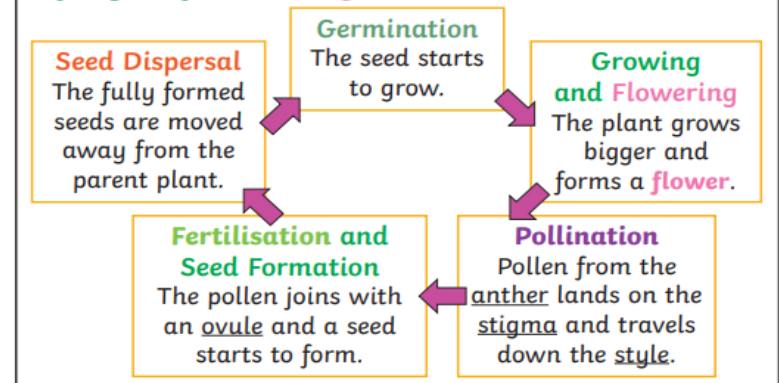 Germination
The seed starts
to grow.
Growing
and Flowering
The plant grows
bigger and
forms a flower.
Pollination
Pollen from the
anther lands on the
stigma and travels
down the style.
Fertilisation and
Seed Formation
The pollen joins with
an ovule and a seed
starts to form.
Seed Dispersal
The fully formed
seeds are moved
away from the
parent plant.